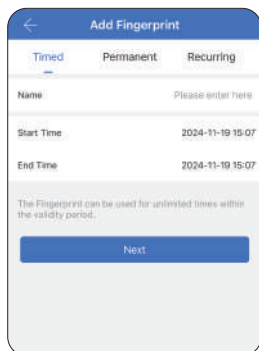 Add Fingerprint
Timed Permanent Recurring
Name Please enter here
Start Time 2024-11-19 15:07
End Time 2024-11-19 15:07
The Fingerprint can be used for unlimited times within
the validity period.
Next